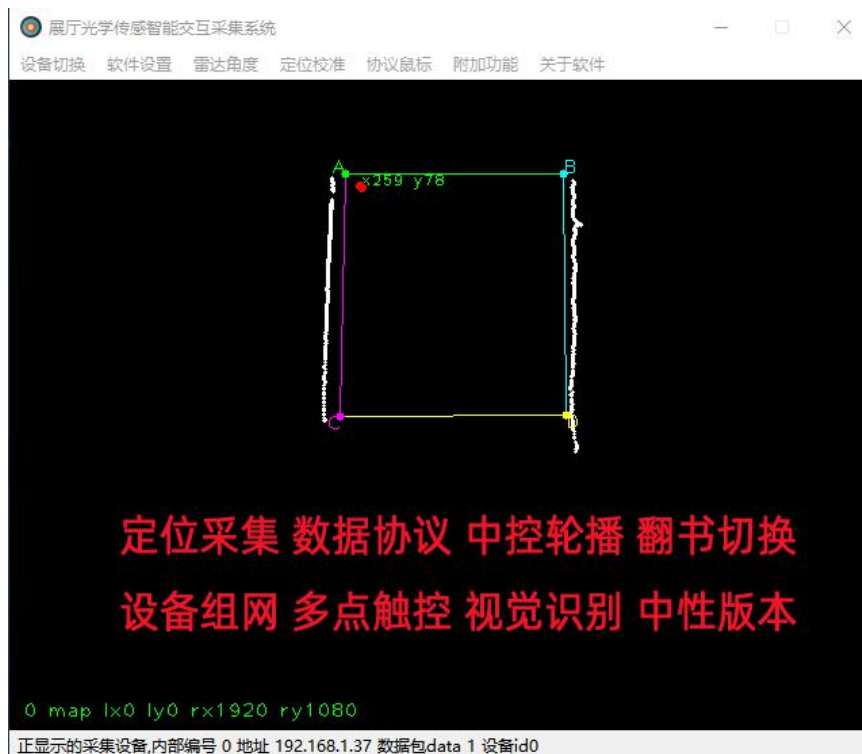 展厅光学传感智能交互采集系统
设备切换 软件设置 雷达角度 定位校准 协议鼠标 附加功能 关于软件
A B
x259 y78
C D
定位采集 数据协议 中控轮播 翻书切换
设备组网 多点触控 视觉识别 中性版本
0 map lx0 ly0 rx1920 ry1080
正显示的采集设备,内部编号 0 地址 192.168.1.37 数据包data 1 设备id0